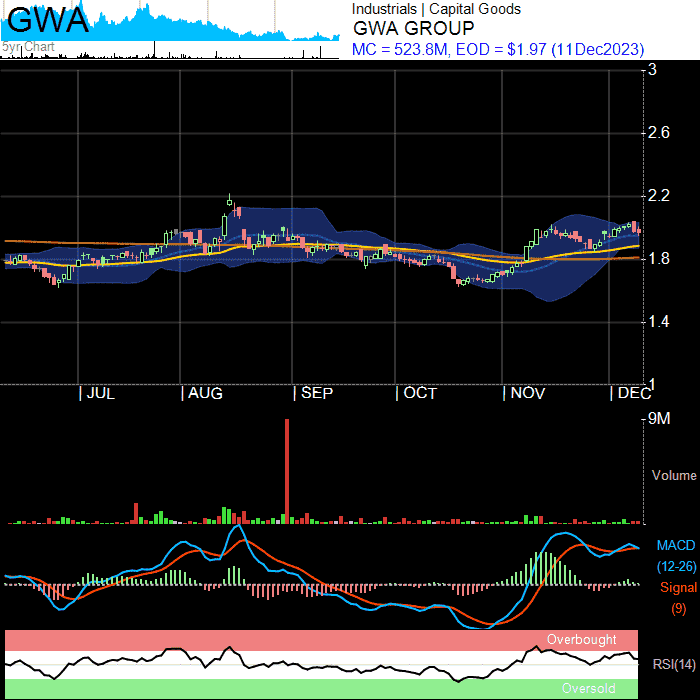 GWA
5yr Chart
Industrials | Capital Goods
GWA GROUP
MC = 523.8M, EOD = $1.97 (11Dec2023)
3
2.6
2.2
1.8
1.4
1
| JUL | AUG | SEP | OCT | NOV | DEC
9M
Volume
MACD
(12-26)
Signal
(9)
Overbought
RSI(14)
Oversold